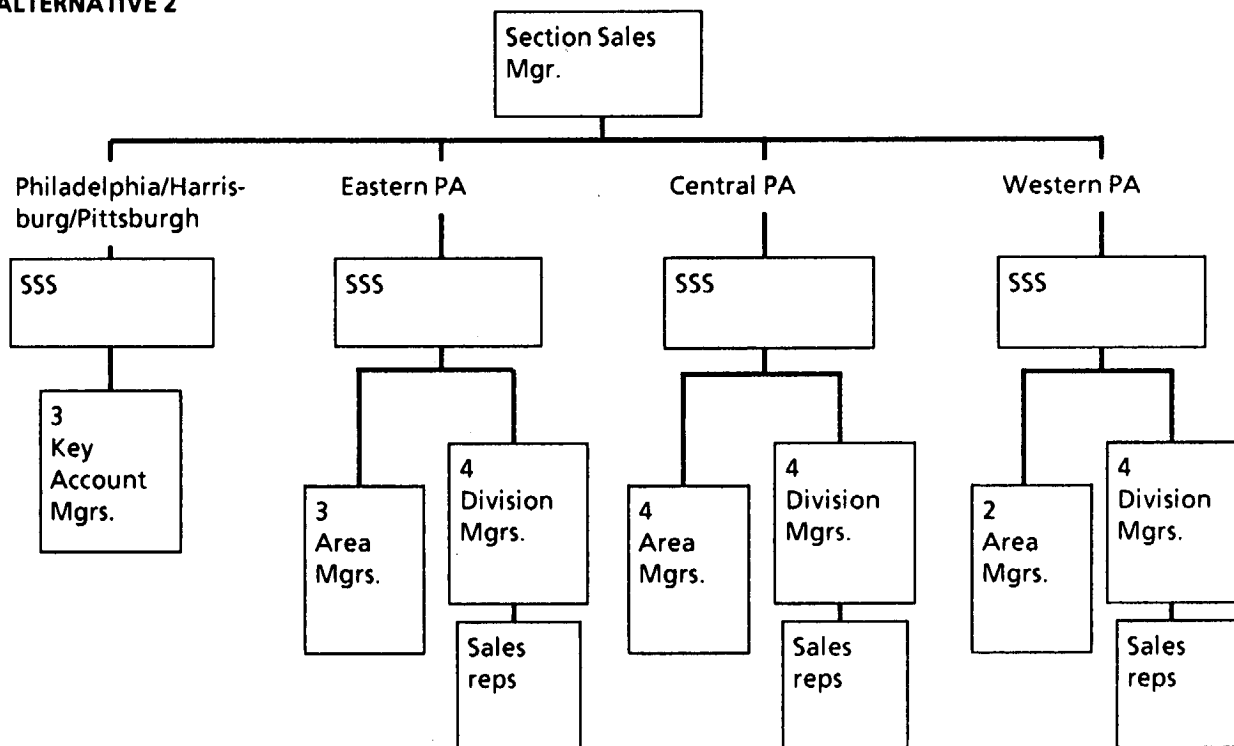 ALTERNATIVE 2
Section Sales
Mgr.
Philadelphia/Harris-
burg/Pittsburgh
Eastern PA
Central PA
Western PA
SSS
SSS
SSS
SSS
3
Key
Account
Mgrs.
3
Area
Mgrs.
4
Division
Mgrs.
Sales
reps
4
Area
Mgrs.
4
Division
Mgrs.
Sales
reps
2
Area
Mgrs.
4
Division
Mgrs.
Sales
reps